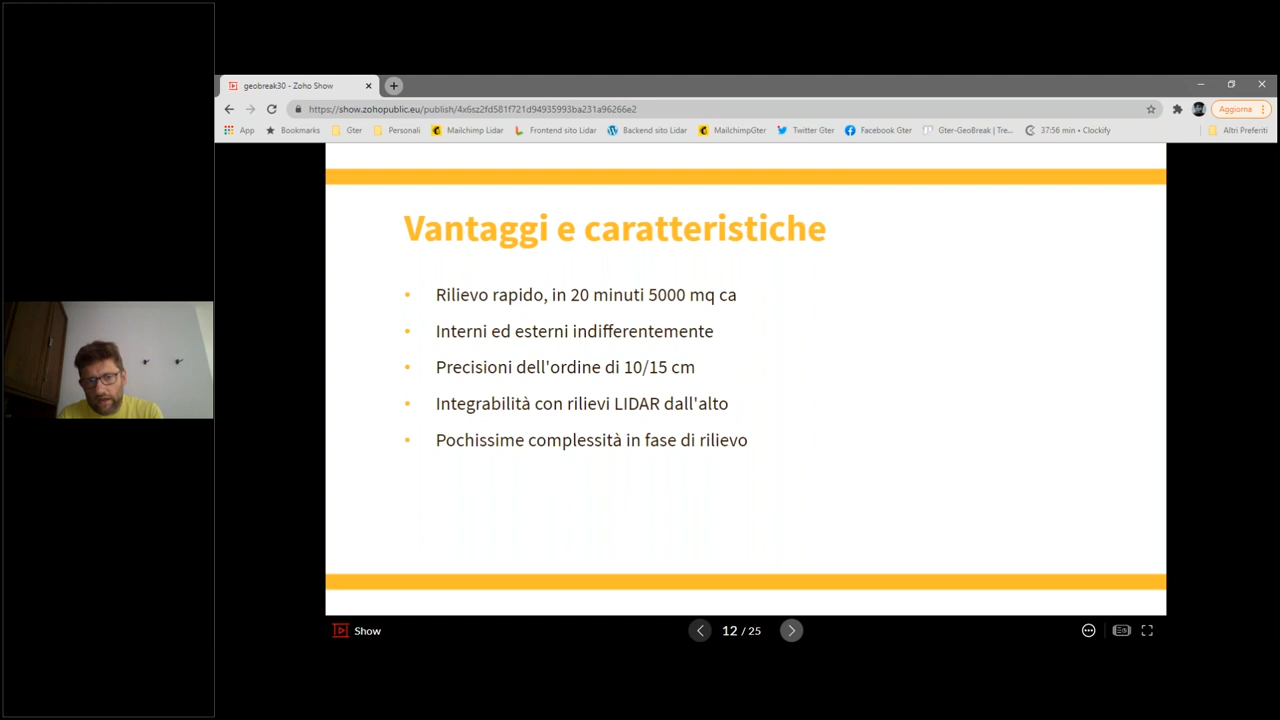 geobreak30 - Zoho Show
https://show.zohopublic.eu/publish/4x6sz2fd581f721d94935993ba231a96266e2
Aggiorna
App Bookmarks Gter Personali Mailchimp Lidar Frontend sito Lidar Backend sito Lidar MailchimpGter Twitter Gter Facebook Gter Gter-GeoBreak | Tre... 37:56 min • Clockify Altri Preferiti
Vantaggi e caratteristiche
• Rilievo rapido, in 20 minuti 5000 mq ca
• Interni ed esterni indifferentemente
• Precisioni dell'ordine di 10/15 cm
• Integrabilità con rilievi LIDAR dall'alto
• Pochissime complessità in fase di rilievo
Show
12 / 25